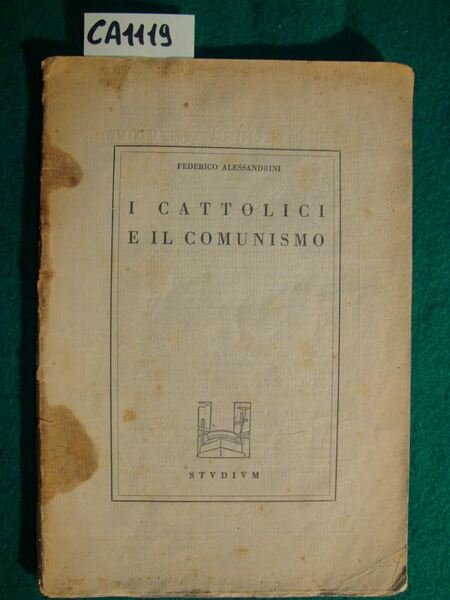 CA1119
FEDERICO ALESSANDRINI
I CATTOLICI
E IL COMUNISMO
STVDIVM